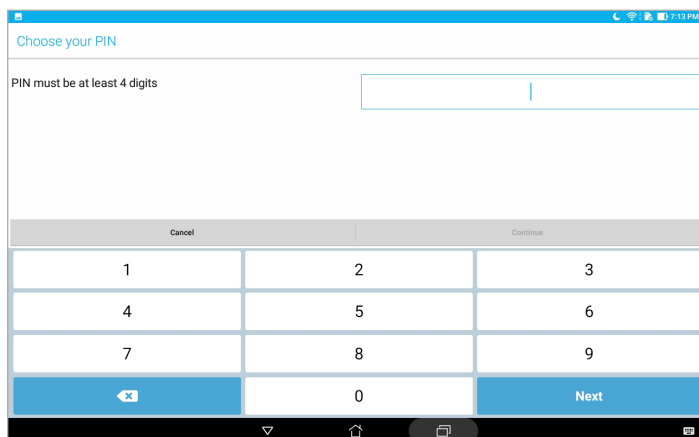 7:13 PM
Choose your PIN
PIN must be at least 4 digits
Cancel Continue
1 2 3
4 5 6
7 8 9
0 Next